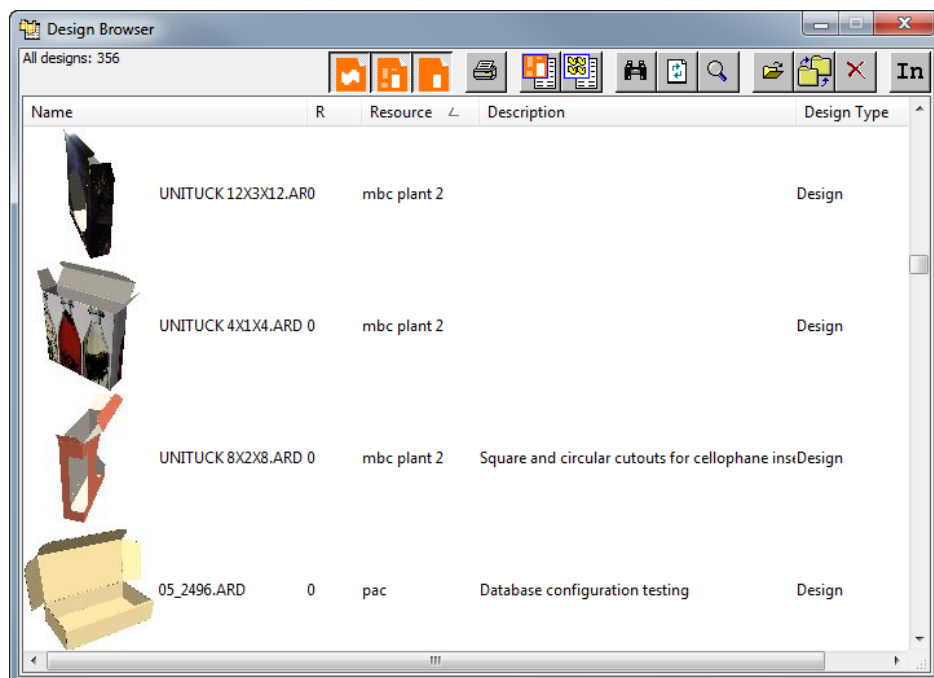 Design Browser
All designs: 356
In
Name R Resource Description Design Type
UNITUCK 12X3X12.AR0 mbc plant 2 Design
UNITUCK 4X1X4.ARD 0 mbc plant 2 Design
UNITUCK 8X2X8.ARD 0 mbc plant 2 Square and circular cutouts for cellophane inseDesign
05_2496.ARD 0 pac Database configuration testing Design